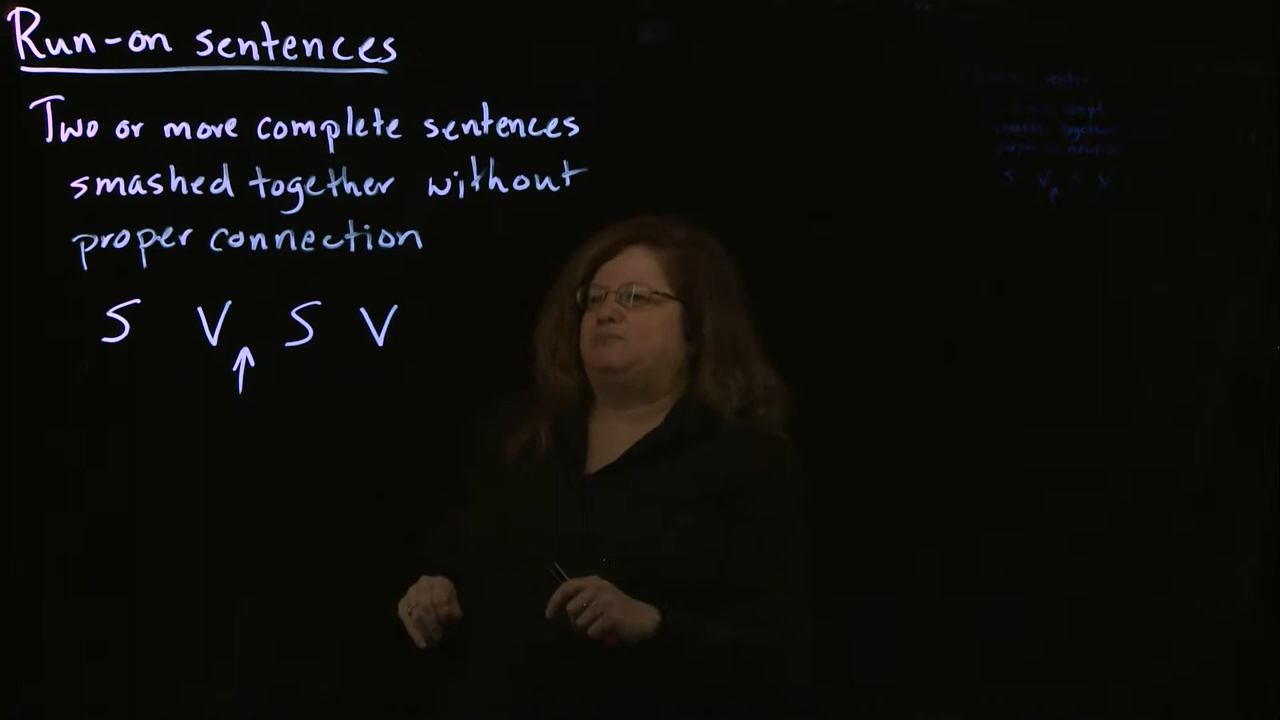 Run-on sentences
Two or more complete sentences
smashed together without
proper connection
S V S V
↑